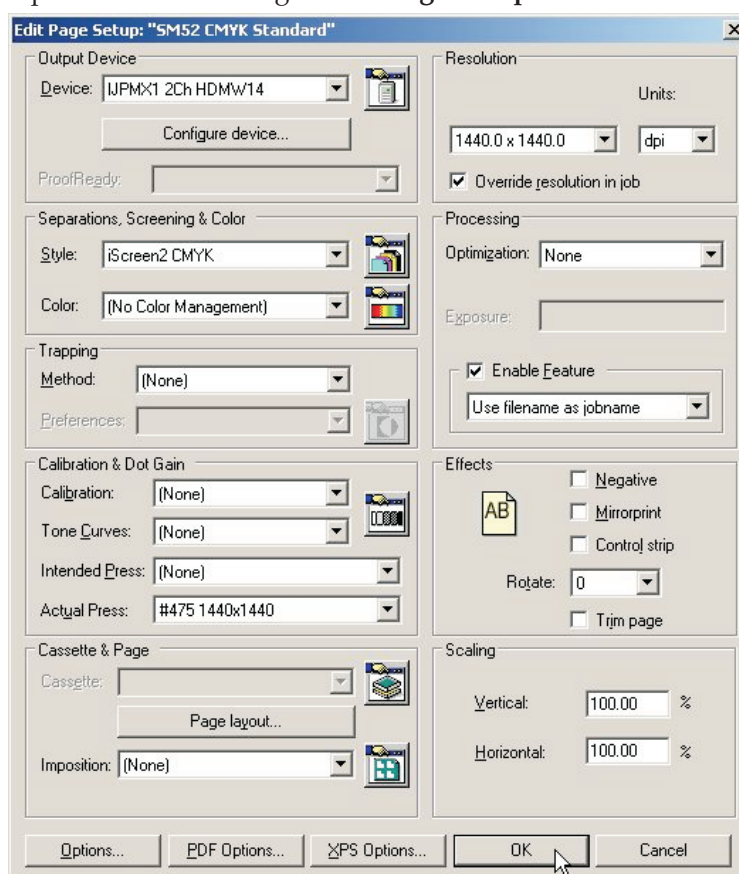 Edit Page Setup: "SM52 CMYK Standard"
Output Device
Device: IJPMX1 2Ch HDMW14
Configure device...
ProofReady:
Resolution
Units:
1440.0 x 1440.0 dpi
Override resolution in job
Separations, Screening & Color
Style: iScreen2 CMYK
Color: (No Color Management)
Processing
Optimization: None
Exposure:
Enable Feature
Use filename as jobname
Trapping
Method: (None)
Preferences:
Calibration & Dot Gain
Calibration: (None)
Tone Curves: (None)
Intended Press: (None)
Actual Press: #475 1440x1440
Effects
AB
Negative
Mirrorprint
Control strip
Rotate: 0
Trim page
Cassette & Page
Cassette:
Page layout...
Imposition: (None)
Scaling
Vertical: 100.00 %
Horizontal: 100.00 %
Options... PDF Options... XPS Options... OK Cancel